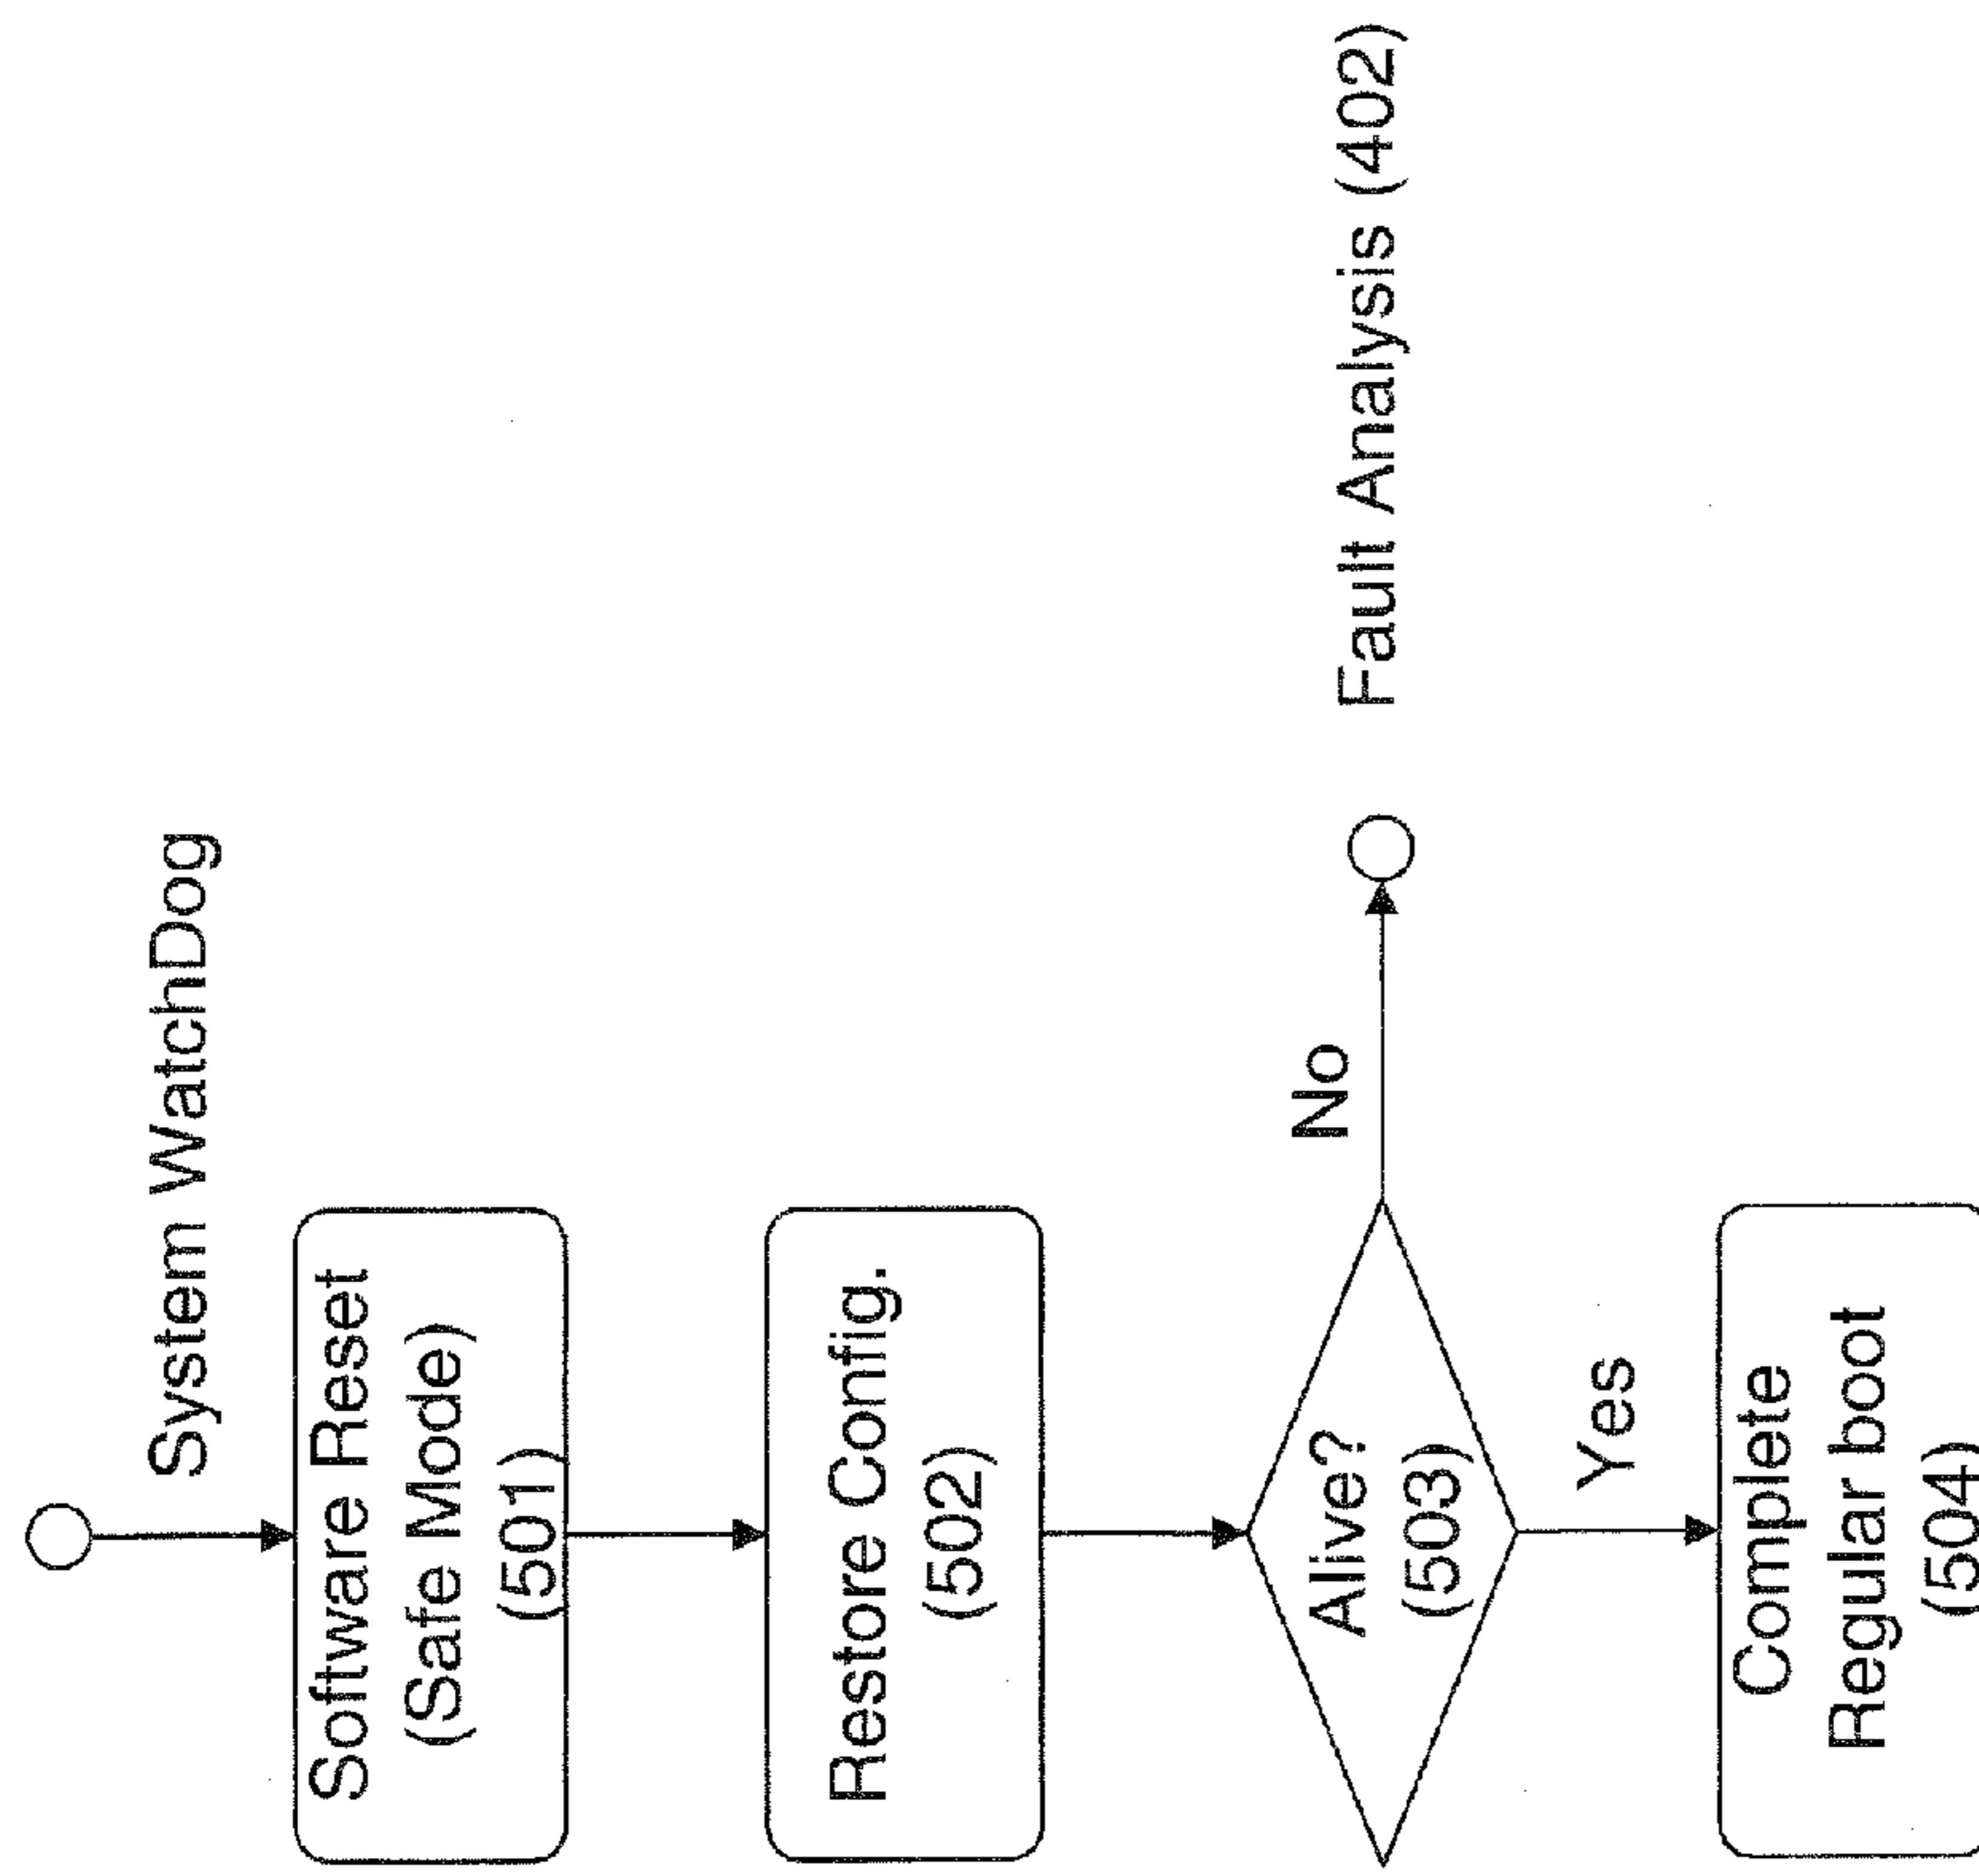 System WatchDog
Software Reset
(Safe Mode)
(501)
Restore Config.
(502)
Alive?
(503)
No
Fault Analysis (402)
Yes
Complete
Regular boot
(504)